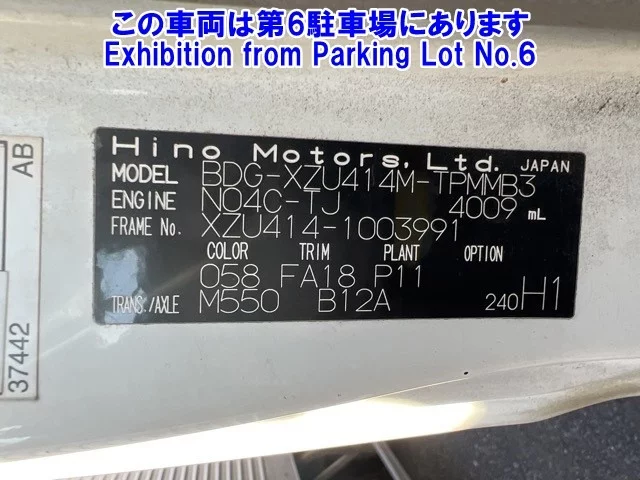 この車両は第6駐車場にあります
Exhibition from Parking Lot No.6
Hino Motors, Ltd. JAPAN
MODEL BDG-XZU414M-TPMMB3
ENGINE N04C-TJ 4009 mL
FRAME No. XZU414-1003991
COLOR TRIM PLANT OPTION
058 FA18 P11
TRANS./AXLE M550 B12A 240H1
AB
37442